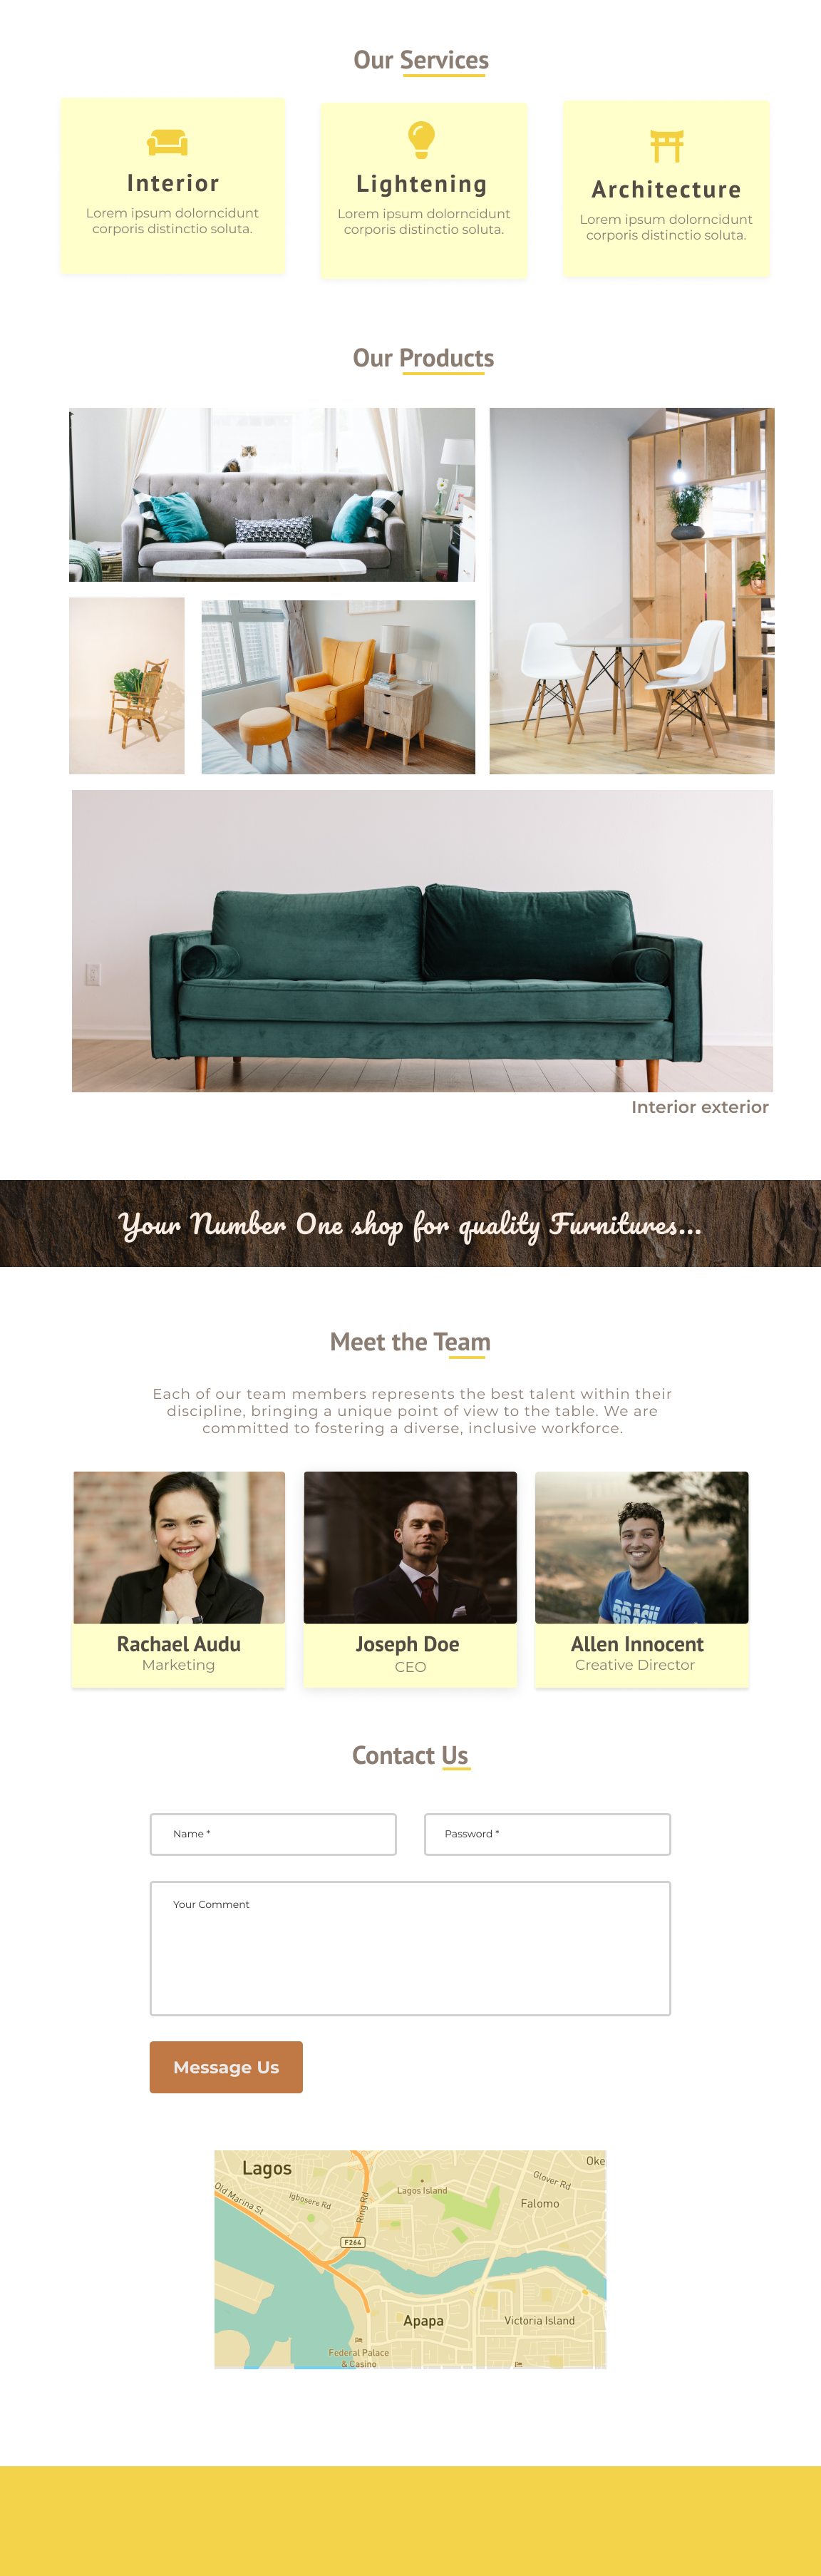 Our Services
Interior
Lorem ipsum dolorncidunt
corporis distinctio soluta.
Lightening
Lorem ipsum dolorncidunt
corporis distinctio soluta.
Architecture
Lorem ipsum dolorncidunt
corporis distinctio soluta.
Our Products
Interior exterior
Your Number One shop for quality Furnitures...
Meet the Team
Each of our team members represents the best talent within their
discipline, bringing a unique point of view to the table. We are
committed to fostering a diverse, inclusive workforce.
Rachael Audu
Marketing
Joseph Doe
CEO
BRASIL
Allen Innocent
Creative Director
Contact Us
Name *
Password *
Your Comment
Message Us
Lagos
Oke
Glover Rd
Old Marina St
Igbosere Rd
Ring Rd
Lagos Island
Falomo
F264
Apapa
Victoria Island
Federal Palace
& Casino